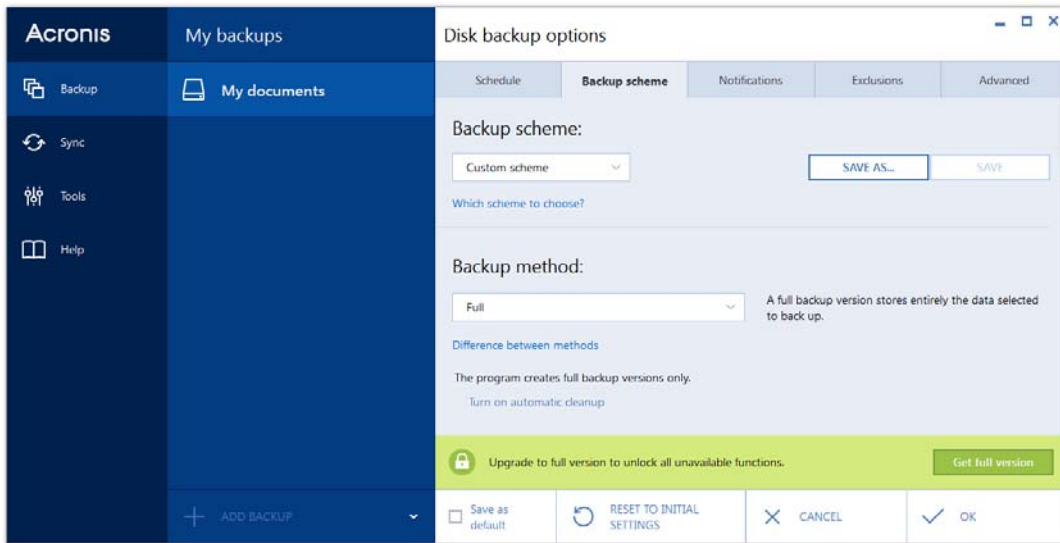 Acronis
My backups
Disk backup options
Backup
Sync
Tools
Help
My documents
Schedule
Backup scheme
Notifications
Exclusions
Advanced
Backup scheme:
Custom scheme
SAVE AS...
SAVE
Which scheme to choose?
Backup method:
Full
A full backup version stores entirely the data selected
to back up.
Difference between methods
The program creates full backup versions only.
Turn on automatic cleanup
Upgrade to full version to unlock all unavailable functions.
Get full version
ADD BACKUP
Save as
default
RESET TO INITIAL
SETTINGS
CANCEL
OK